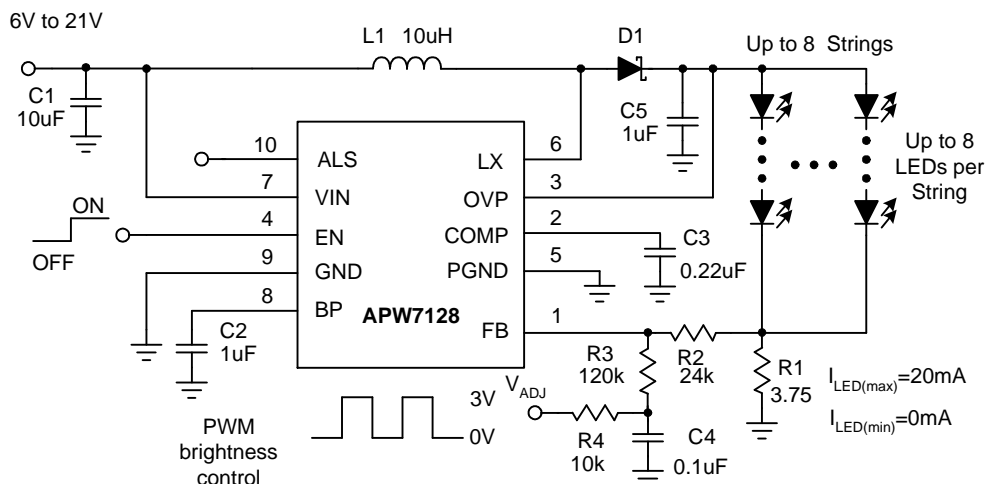 6V to 21V
L1 10uH
D1
Up to 8 Strings
C1
10uF
C5
1uF
Up to 8
LEDs per
String
10
ALS
LX
6
7
VIN
OVP
3
ON
OFF
4
EN
COMP
2
C3
0.22uF
9
GND
PGND
5
8
BP
APW7128
FB
1
C2
1uF
R3
120k
R2
24k
R1
3.75
ILED(max)=20mA
ILED(min)=0mA
VADJ
3V
0V
PWM
brightness
control
R4
10k
C4
0.1uF